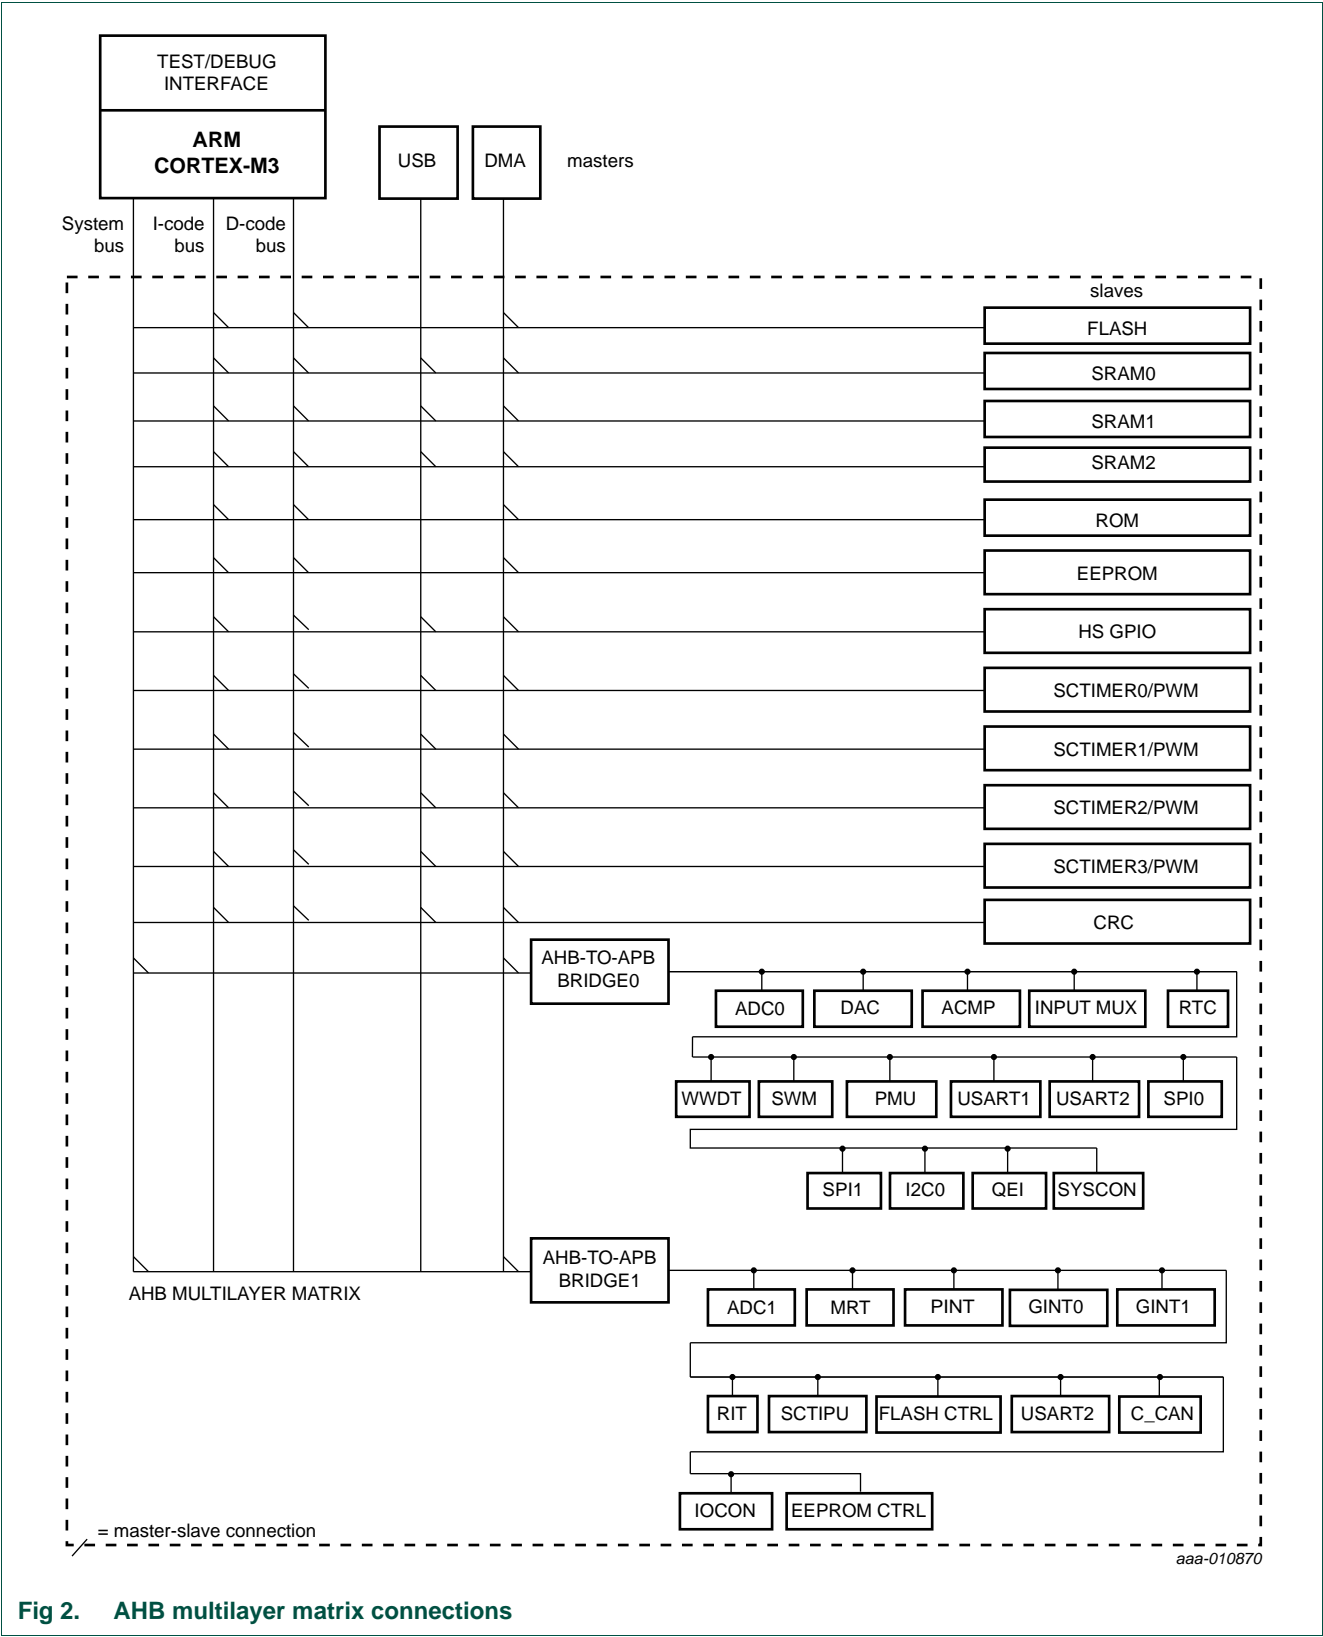 TEST/DEBUG
INTERFACE
ARM
CORTEX-M3
USB
DMA
masters
System
bus
I-code
bus
D-code
bus
slaves
FLASH
SRAM0
SRAM1
SRAM2
ROM
EEPROM
HS GPIO
SCTIMER0/PWM
SCTIMER1/PWM
SCTIMER2/PWM
SCTIMER3/PWM
CRC
AHB-TO-APB
BRIDGE0
ADC0
DAC
ACMP
INPUT MUX
RTC
WWDT
SWM
PMU
USART1
USART2
SPI0
SPI1
I2C0
QEI
SYSCON
AHB-TO-APB
BRIDGE1
AHB MULTILAYER MATRIX
ADC1
MRT
PINT
GINT0
GINT1
RIT
SCTIPU
FLASH CTRL
USART2
C_CAN
IOCON
EEPROM CTRL
= master-slave connection
aaa-010870
Fig 2. AHB multilayer matrix connections